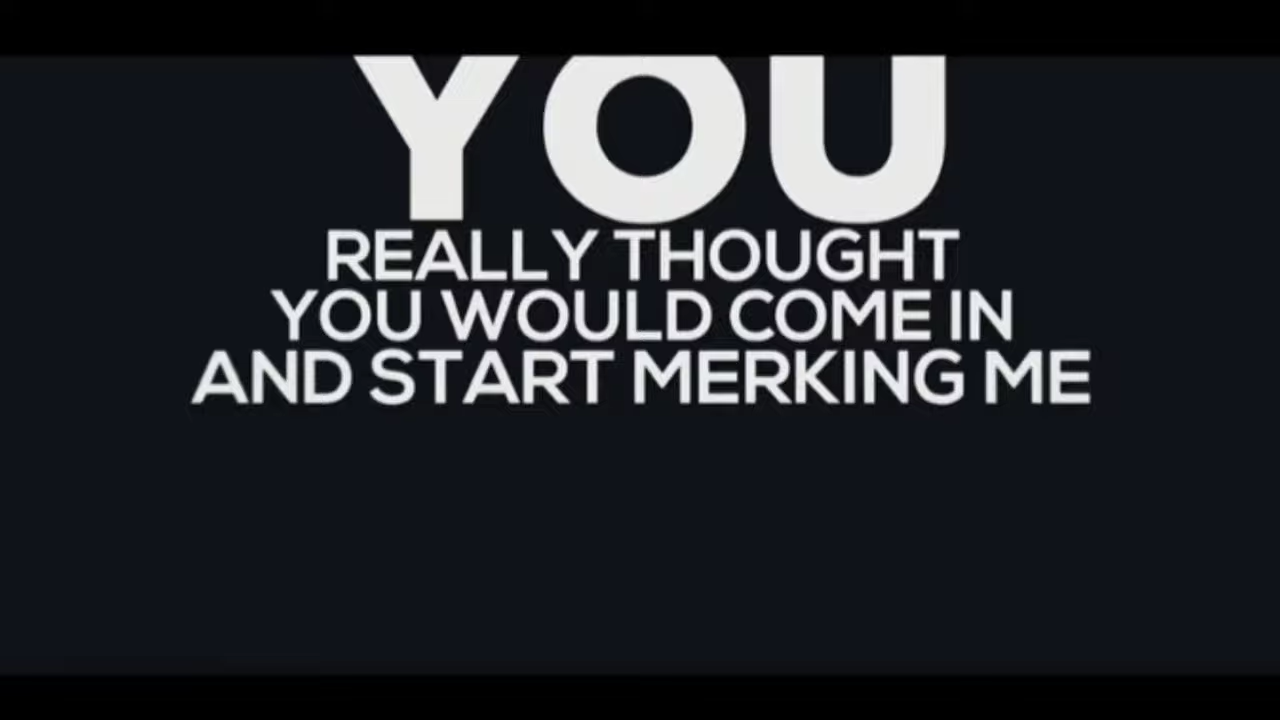 YOU
REALLY THOUGHT
YOU WOULD COME IN
AND START MERKING ME